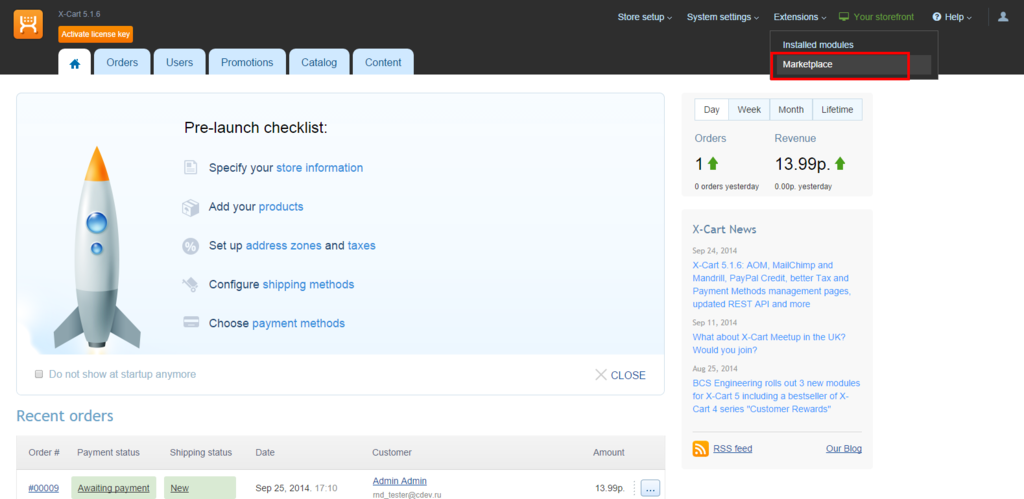 X-Cart 5.1.6
Activate license key
Store setup
System settings
Extensions
Your storefront
Help
Installed modules
Marketplace
Orders
Users
Promotions
Catalog
Content
Pre-launch checklist:
Specify your store information
Add your products
Set up address zones and taxes
Configure shipping methods
Choose payment methods
Do not show at startup anymore
CLOSE
Day
Week
Month
Lifetime
Orders
Revenue
1
13.99p.
0 orders yesterday
0.00p. yesterday
X-Cart News
Sep 24, 2014
X-Cart 5.1.6: AOM, MailChimp and
Mandrill, PayPal Credit, better Tax and
Payment Methods management pages,
updated REST API and more
Sep 11, 2014
What about X-Cart Meetup in the UK?
Would you join?
Aug 25, 2014
BCS Engineering rolls out 3 new modules
for X-Cart 5 including a bestseller of X-
Cart 4 series "Customer Rewards"
RSS feed
Our Blog
Recent orders
Order #
Payment status
Shipping status
Date
Customer
Amount
#00009
Awaiting payment
New
Sep 25, 2014, 17:10
Admin Admin
md_tester@cdev.ru
13.99p.
...